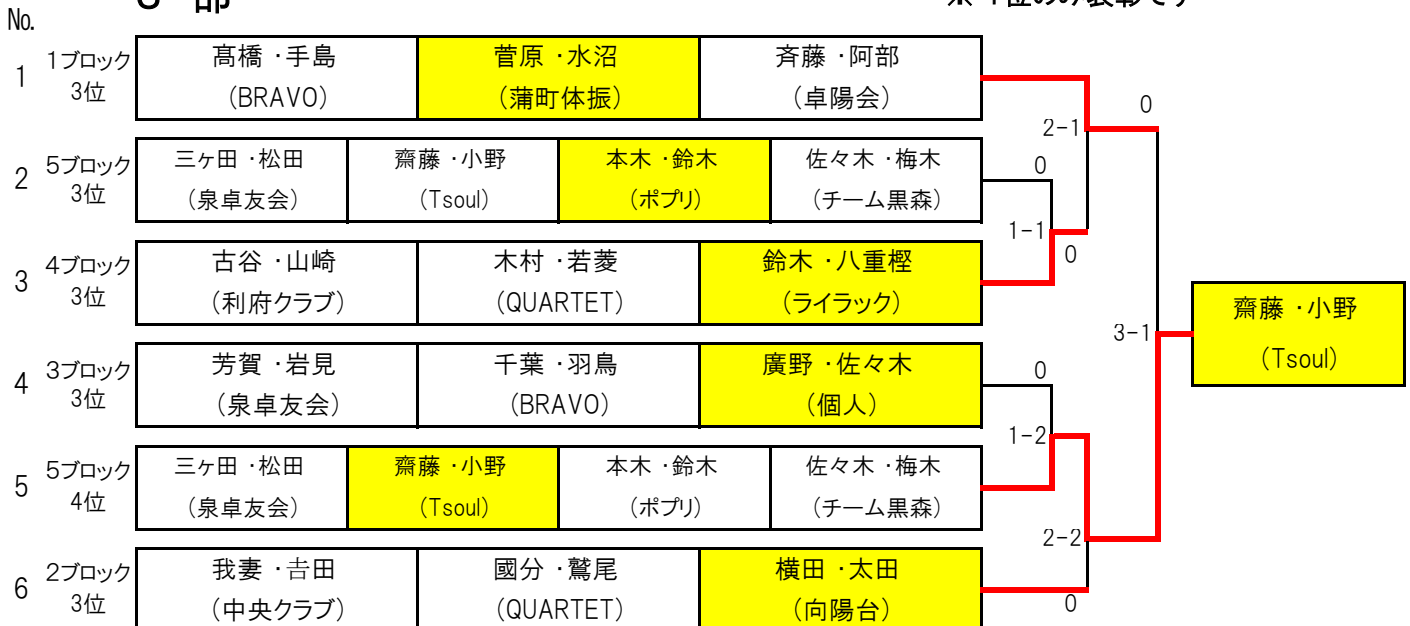 部
No.
1 1ブロック 3位 髙橋・手島 (BRAVO) 菅原・水沼 (蒲町体振) 斉藤・阿部 (卓陽会)
2 5ブロック 3位 三ヶ田・松田 (泉卓友会) 齋藤・小野 (Tsoul) 本木・鈴木 (ポプリ) 佐々木・梅木 (チーム黒森)
3 4ブロック 3位 古谷・山崎 (利府クラブ) 木村・若菱 (QUARTET) 鈴木・八重樫 (ライラック)
4 3ブロック 3位 芳賀・岩見 (泉卓友会) 千葉・羽鳥 (BRAVO) 廣野・佐々木 (個人)
5 5ブロック 4位 三ヶ田・松田 (泉卓友会) 齋藤・小野 (Tsoul) 本木・鈴木 (ポプリ) 佐々木・梅木 (チーム黒森)
6 2ブロック 3位 我妻・𠮷田 (中央クラブ) 國分・鷲尾 (QUARTET) 横田・太田 (向陽台)
0
2-1
0
1-1
0
3-1
0
1-2
2-2
0
齋藤・小野
(Tsoul)